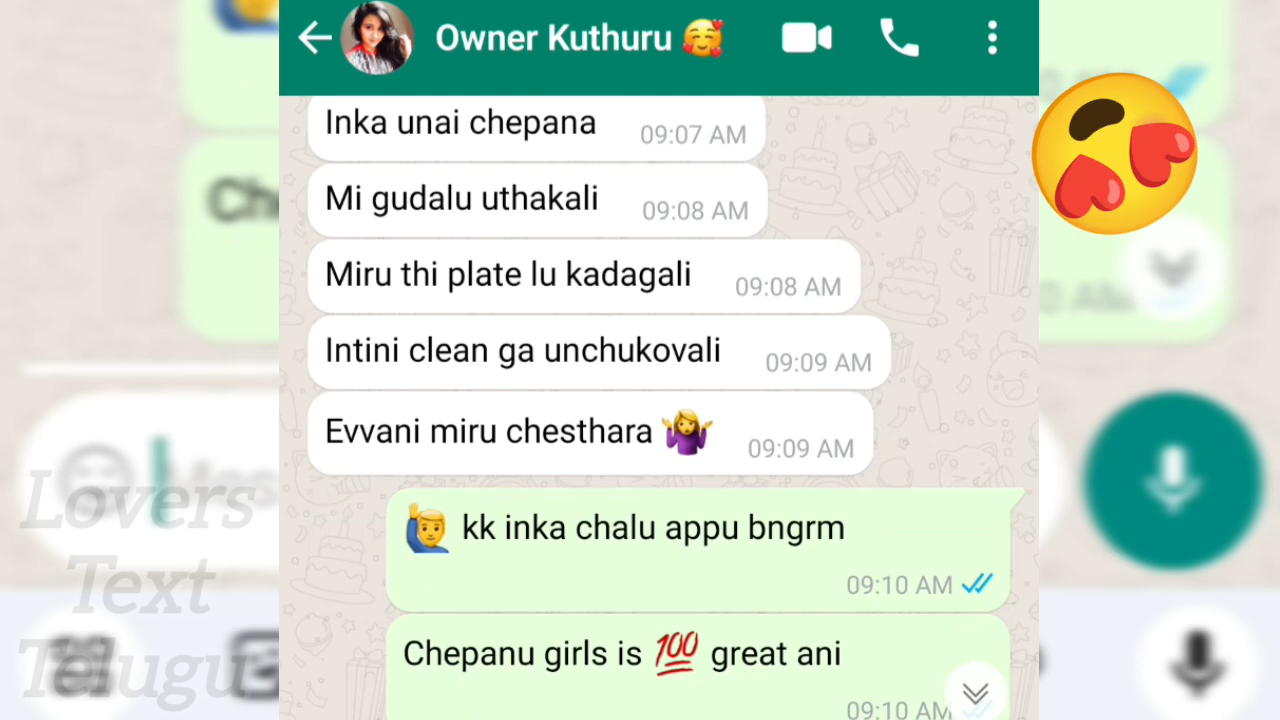 Owner Kuthuru 🥰
Inka unai chepana 09:07 AM
Mi gudalu uthakali 09:08 AM
Miru thi plate lu kadagali 09:08 AM
Intini clean ga unchukovali 09:09 AM
Evvani miru chesthara 🤷‍♀️ 09:09 AM
🙋‍♂️ kk inka chalu appu bngrm
09:10 AM
Chepanu girls is 💯 great ani
09:10 AM
Lovers
Text
Telugu